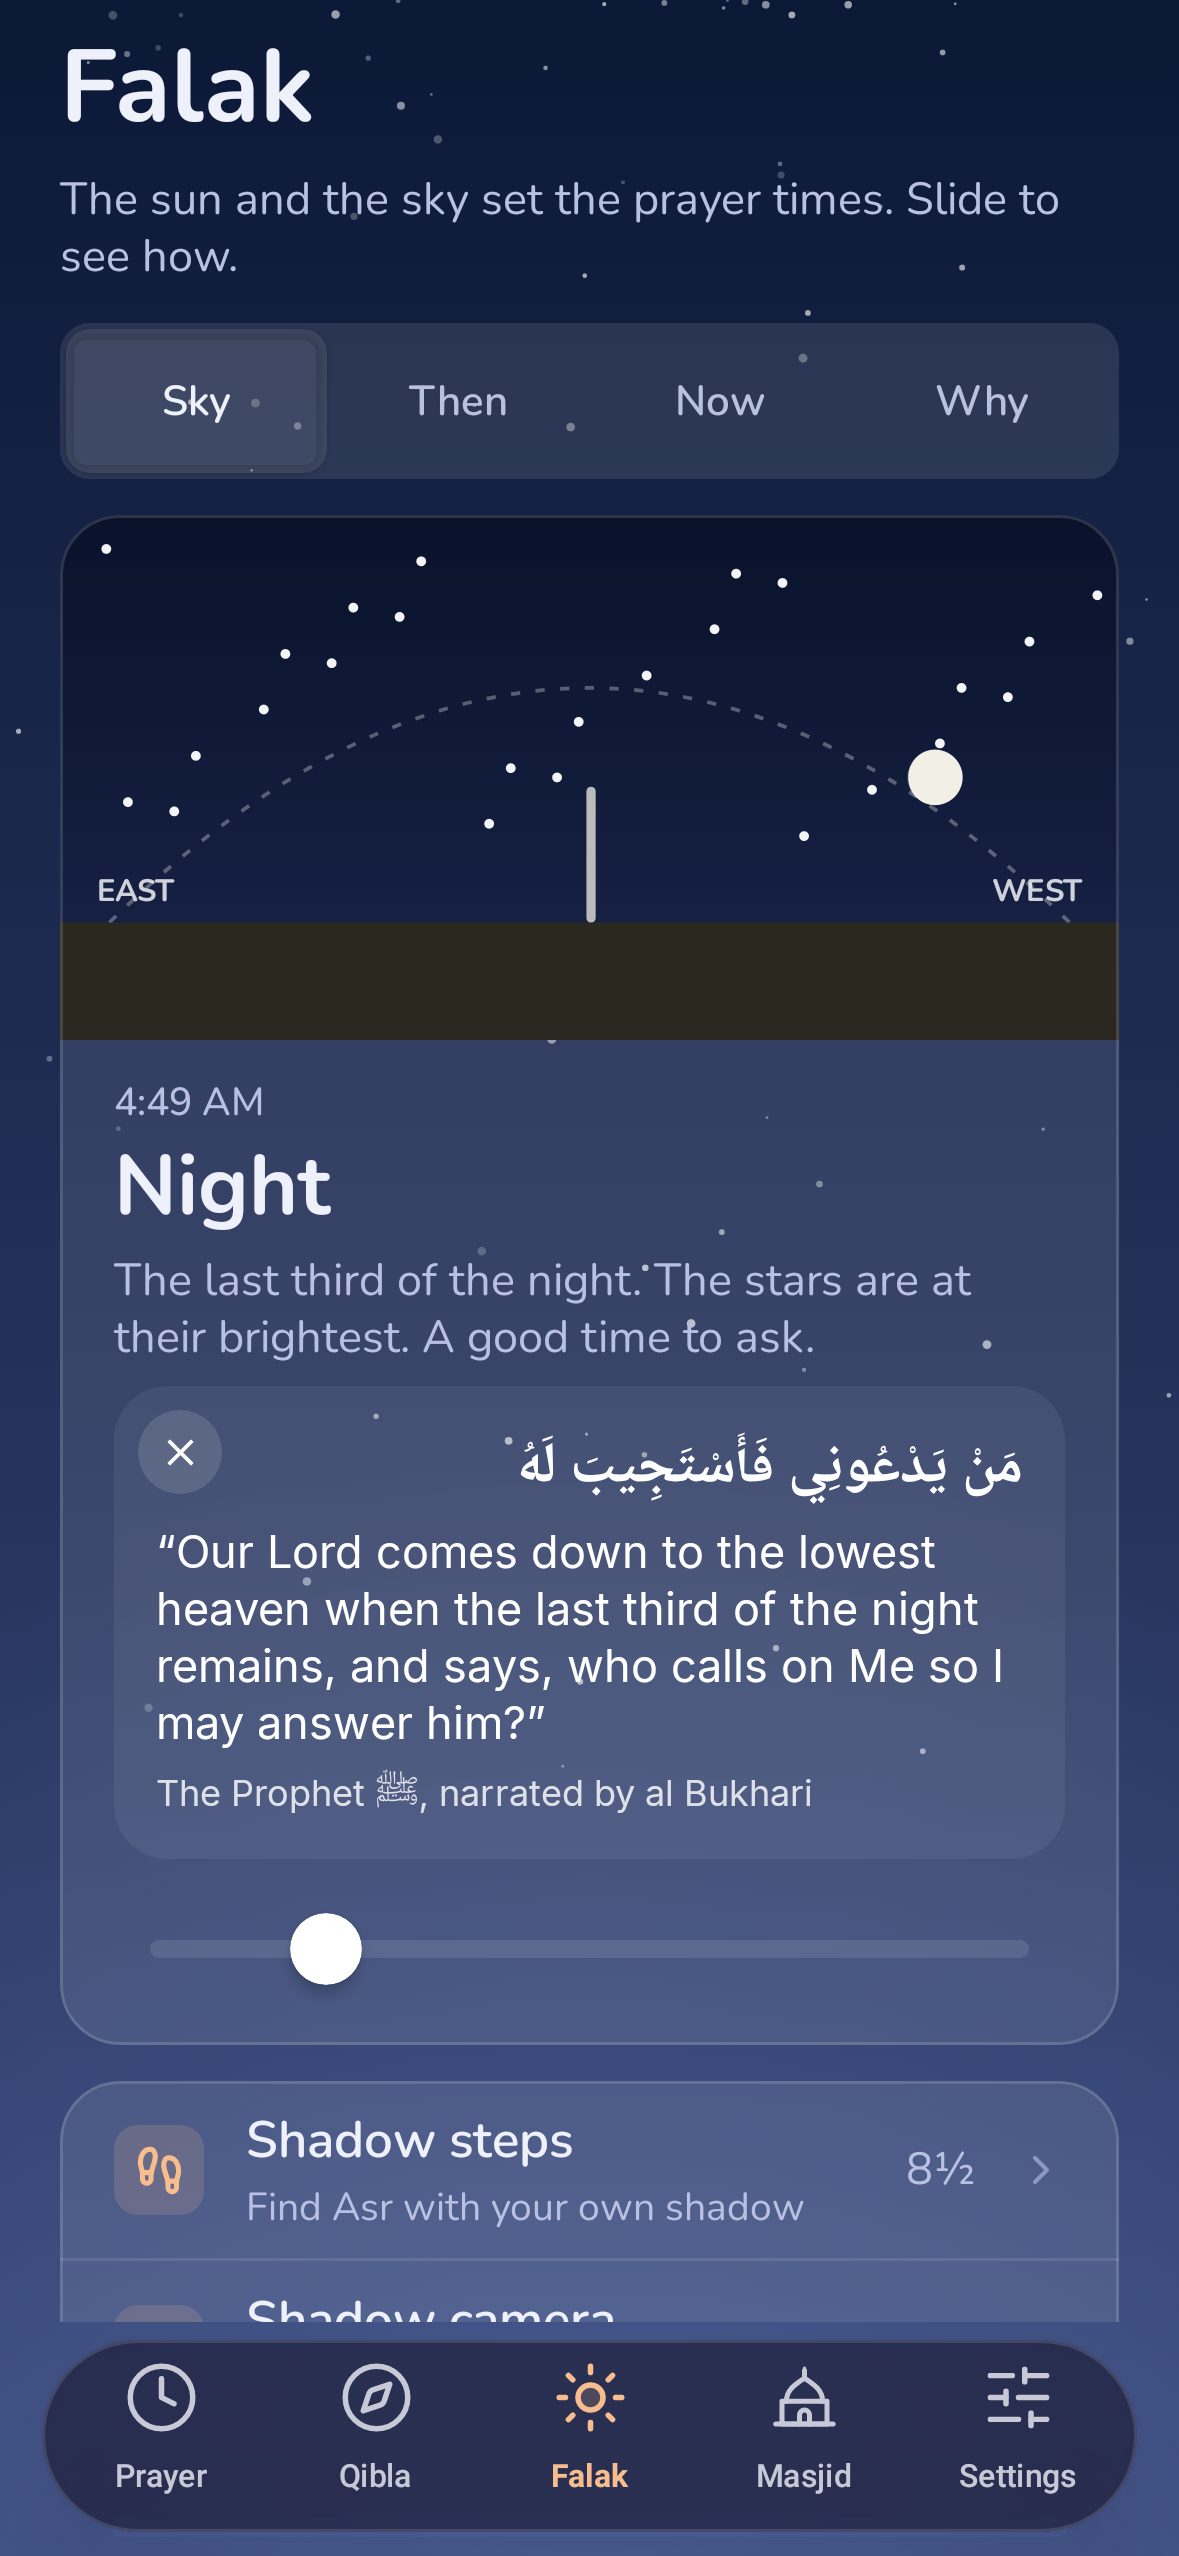 Falak
The sun and the sky set the prayer times. Slide to
see how.
Sky
Then
Now
Why
EAST
WEST
4:49 AM
Night
The last third of the night. The stars are at
their brightest. A good time to ask.
مَنْ يَدْعُونِي فَأَسْتَجِيبَ لَهُ
“Our Lord comes down to the lowest
heaven when the last third of the night
remains, and says, who calls on Me so I
may answer him?”
The Prophet ﷺ, narrated by al Bukhari
Shadow steps
8½
Find Asr with your own shadow
Shadow camera
Prayer
Qibla
Falak
Masjid
Settings